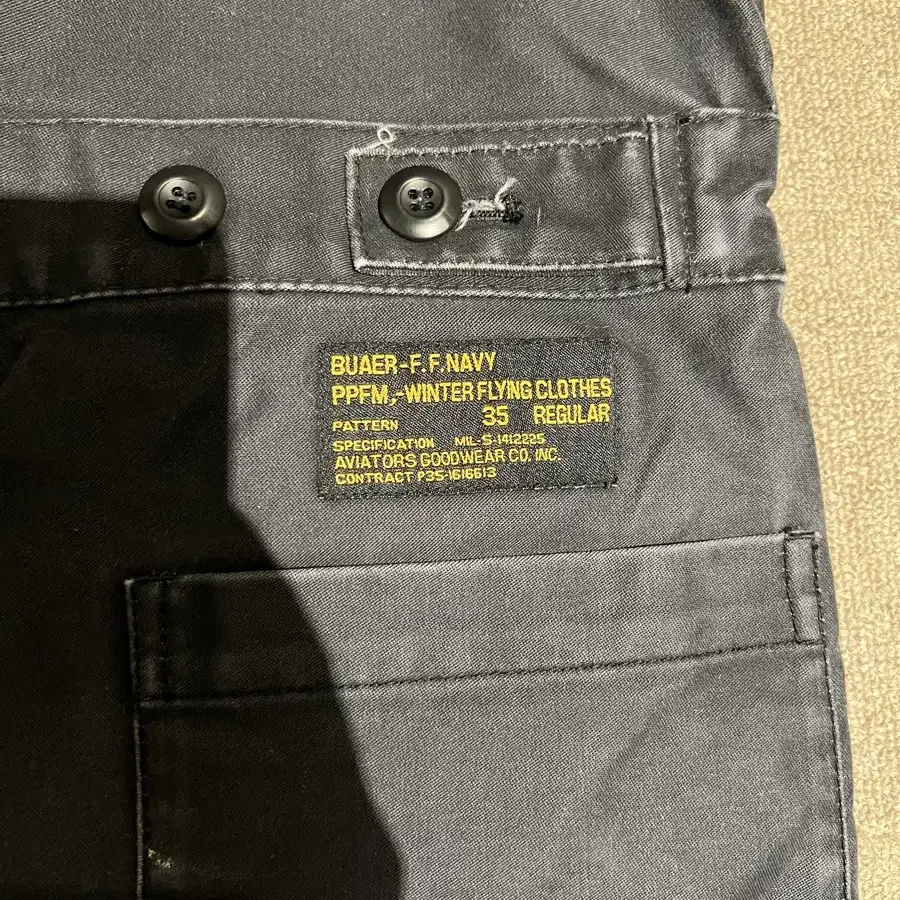 BUAER-F.F.NAVY
PPFM,-WINTER FLYING CLOTHES
PATTERN 35 REGULAR
SPECIFICATION MIL-S-1412225
AVIATORS GOODWEAR CO. INC.
CONTRACT P35-1616613